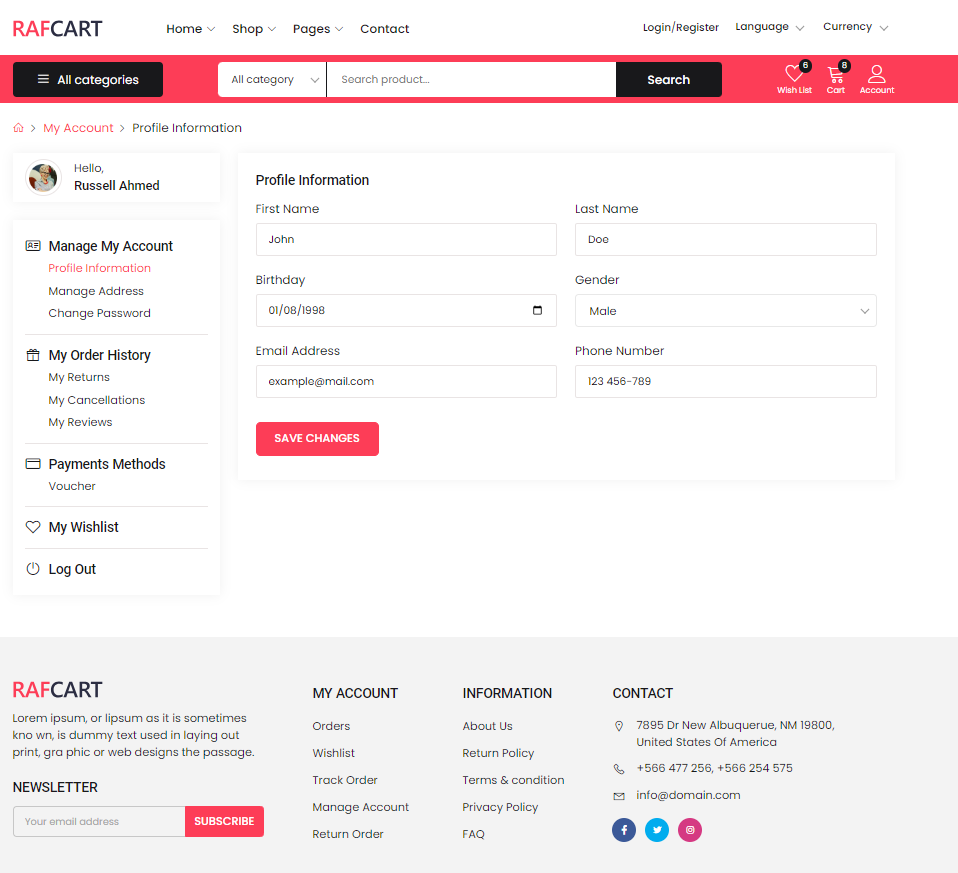 RAFCART
Home Shop Pages Contact
Login/Register Language Currency
All categories
All category Search product... Search
6 8
Wish List Cart Account
My Account > Profile Information
Hello,
Russell Ahmed
Manage My Account
Profile Information
Manage Address
Change Password
My Order History
My Returns
My Cancellations
My Reviews
Payments Methods
Voucher
My Wishlist
Log Out
Profile Information
First Name Last Name
John Doe
Birthday Gender
01/08/1998 Male
Email Address Phone Number
example@mail.com 123 456-789
SAVE CHANGES
RAFCART
Lorem ipsum, or lipsum as it is sometimes
kno wn, is dummy text used in laying out
print, gra phic or web designs the passage.
NEWSLETTER
Your email address SUBSCRIBE
MY ACCOUNT
Orders
Wishlist
Track Order
Manage Account
Return Order
INFORMATION
About Us
Return Policy
Terms & condition
Privacy Policy
FAQ
CONTACT
7895 Dr New Albuquerue, NM 19800,
United States Of America
+566 477 256, +566 254 575
info@domain.com